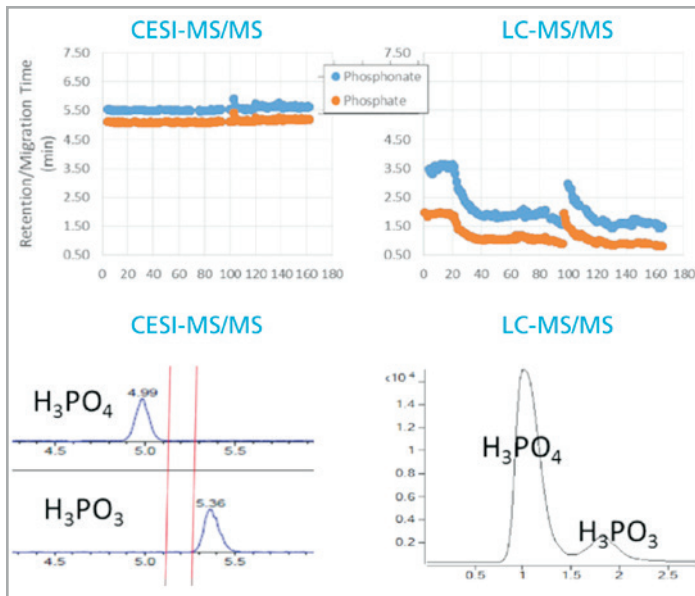 CESI-MS/MS
LC-MS/MS
Retention/Migration Time
(min)
7.50
6.50
5.50
4.50
3.50
2.50
1.50
0.50
0 20 40 60 80 100 120 140 160 180
Phosphonate
Phosphate
7.50
5.50
4.50
3.50
2.50
1.50
0.50
0 20 40 60 80 100 120 140 160 180
CESI-MS/MS
LC-MS/MS
H₃PO₄
4.99
4.5 5.0 5.5
H₃PO₃
5.36
4.5 5.0 5.5
x10⁴
1.4
1.2
1
0.8
0.6
0.4
0.2
H₃PO₄
H₃PO₃
0.5 1 1.5 2 2.5